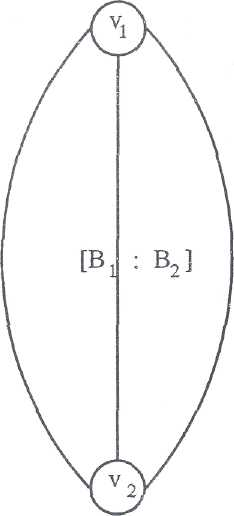 v₁
[B₁ : B₂]
v₂